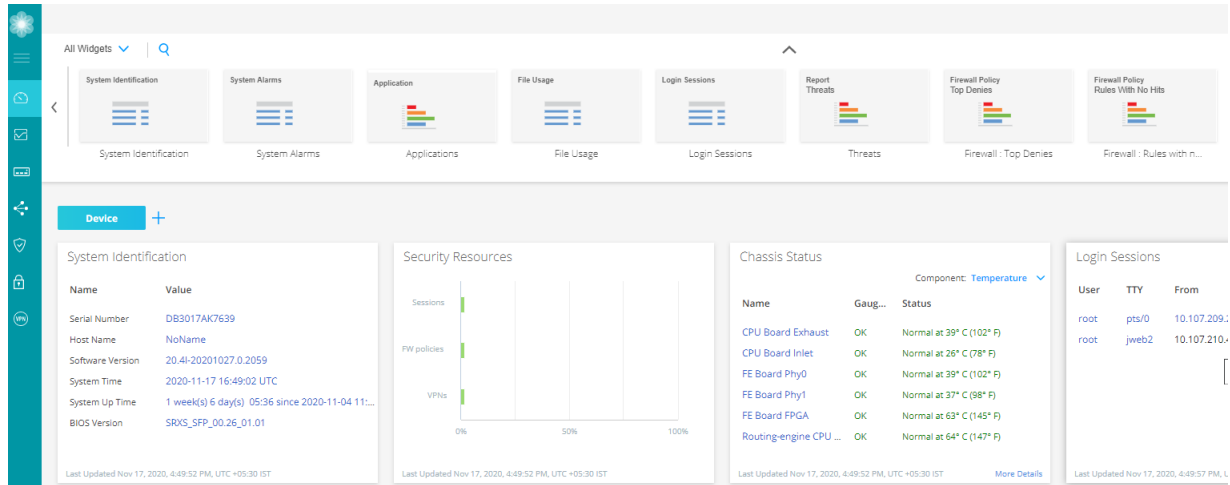 All Widgets
System Identification
System Alarms
Application
File Usage
Login Sessions
Report
Threats
Firewall Policy
Top Denies
Firewall Policy
Rules With No Hits
System Identification
System Alarms
Applications
File Usage
Login Sessions
Threats
Firewall : Top Denies
Firewall : Rules with n...
VPN
Device
System Identification
Name Value
Serial Number DB3017AK7639
Host Name NoName
Software Version 20.4I-20201027.0.2059
System Time 2020-11-17 16:49:02 UTC
System Up Time 1 week(s) 6 day(s) 05:36 since 2020-11-04 11:...
BIOS Version SRXS_SFP_00.26_01.01
Last Updated Nov 17, 2020, 4:49:52 PM, UTC +05:30 IST
Security Resources
Sessions
FW policies
VPNs
0% 50% 100%
Last Updated Nov 17, 2020, 4:49:52 PM, UTC +05:30 IST
Chassis Status
Component: Temperature
Name Gaug... Status
CPU Board Exhaust OK Normal at 39° C (102° F)
CPU Board Inlet OK Normal at 26° C (78° F)
FE Board Phy0 OK Normal at 39° C (102° F)
FE Board Phy1 OK Normal at 37° C (98° F)
FE Board FPGA OK Normal at 63° C (145° F)
Routing-engine CPU ... OK Normal at 64° C (147° F)
Last Updated Nov 17, 2020, 4:49:52 PM, UTC +05:30 IST More Details
Login Sessions
User TTY From
root pts/0 10.107.209.2
root jweb2 10.107.210.4
Last Updated Nov 17, 2020, 4:49:57 PM, U